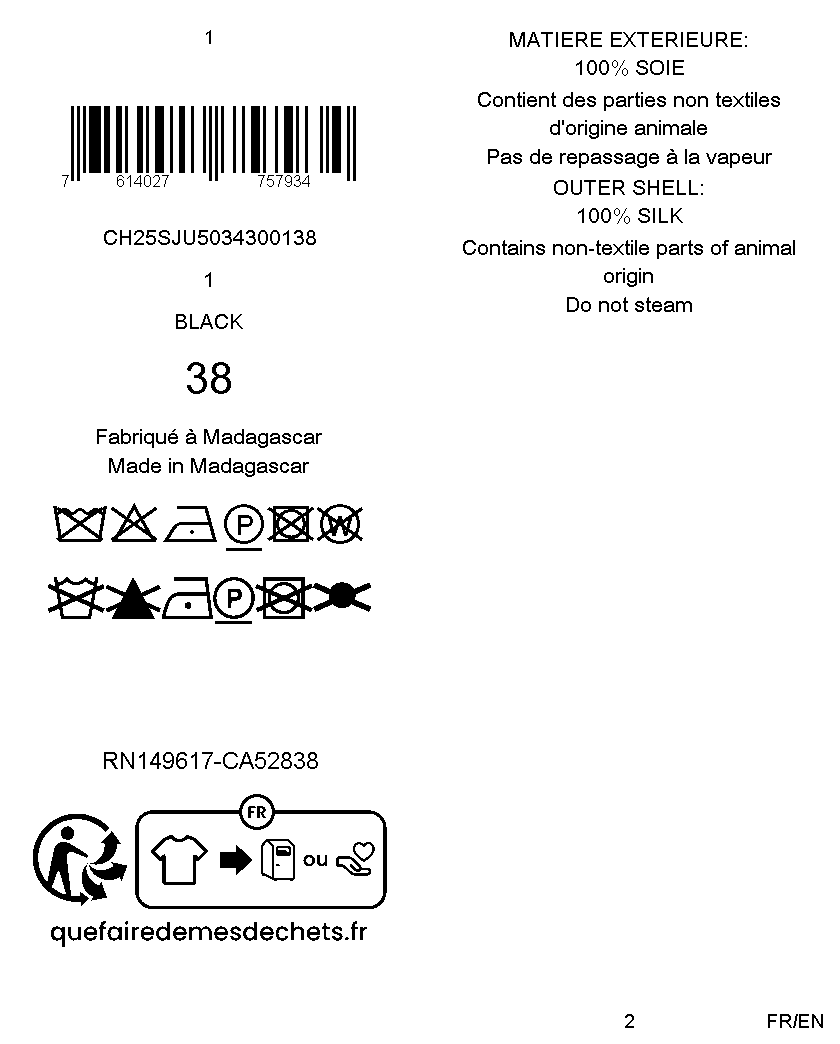 1
7 614027 757934
CH25SJU5034300138
1
BLACK
38
Fabriqué à Madagascar
Made in Madagascar
P W
P
RN149617-CA52838
FR
ou
quefairedemesdechets.fr
MATIERE EXTERIEURE:
100% SOIE
Contient des parties non textiles
d'origine animale
Pas de repassage à la vapeur
OUTER SHELL:
100% SILK
Contains non-textile parts of animal
origin
Do not steam
2
FR/EN